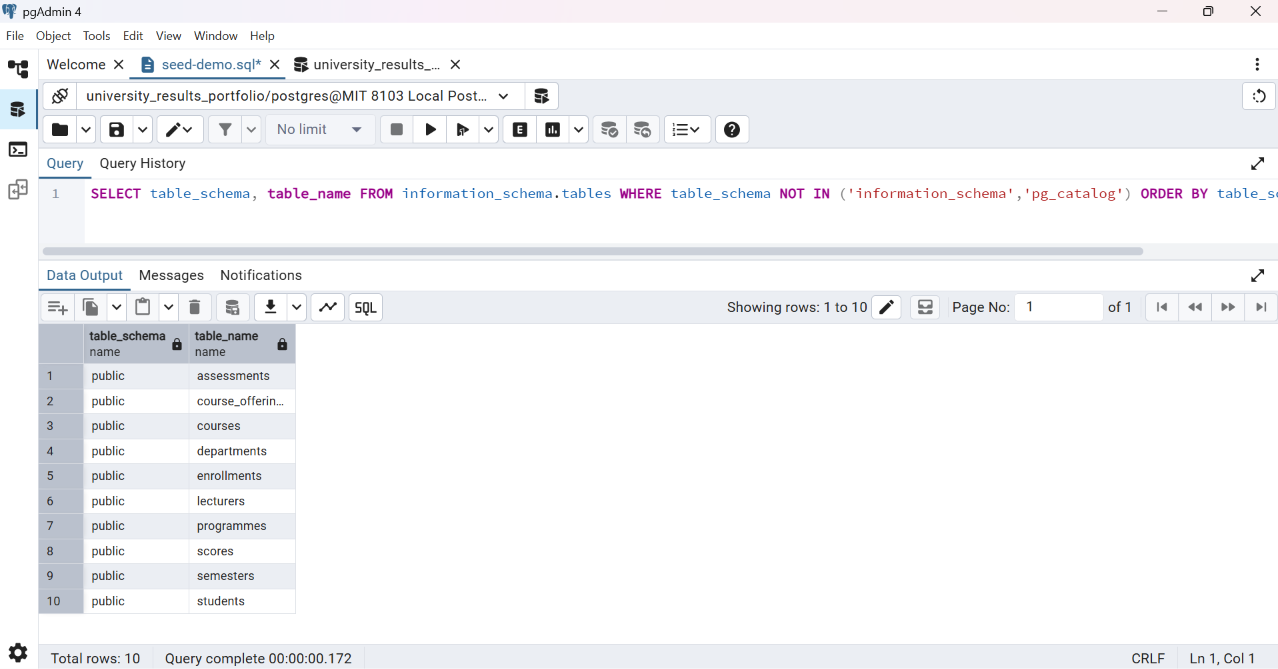 pgAdmin 4
File Object Tools Edit View Window Help
Welcome seed-demo.sql* university_results_...
university_results_portfolio/postgres@MIT 8103 Local Post...
No limit
E
Query Query History
1 SELECT table_schema, table_name FROM information_schema.tables WHERE table_schema NOT IN ('information_schema','pg_catalog') ORDER BY
Data Output Messages Notifications
SQL Showing rows: 1 to 10 Page No: 1 of 1
table_schema table_name
name name
1 public assessments
2 public course_offerin...
3 public courses
4 public departments
5 public enrollments
6 public lecturers
7 public programmes
8 public scores
9 public semesters
10 public students
Total rows: 10 Query complete 00:00:00.172 CRLF Ln 1, Col 1